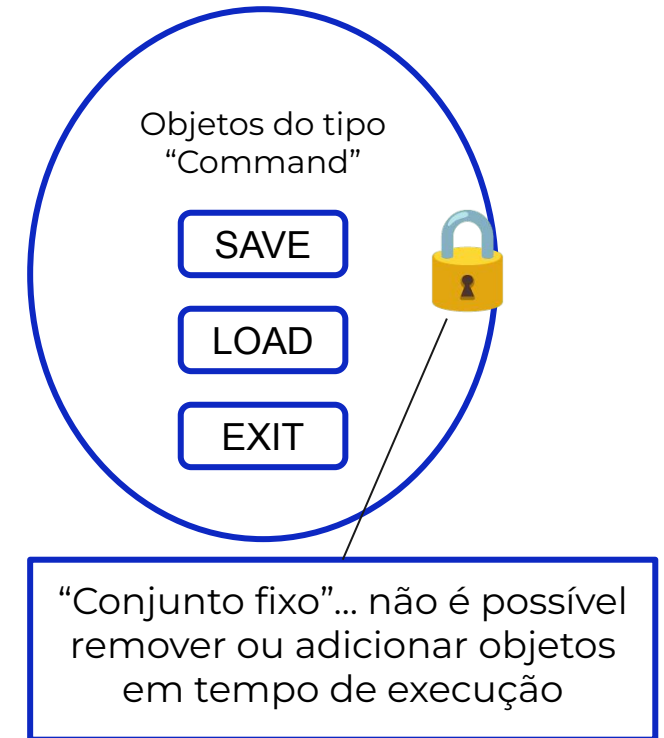 Objetos do tipo
“Command”
SAVE
LOAD
EXIT
“Conjunto fixo”... não é possível
remover ou adicionar objetos
em tempo de execução